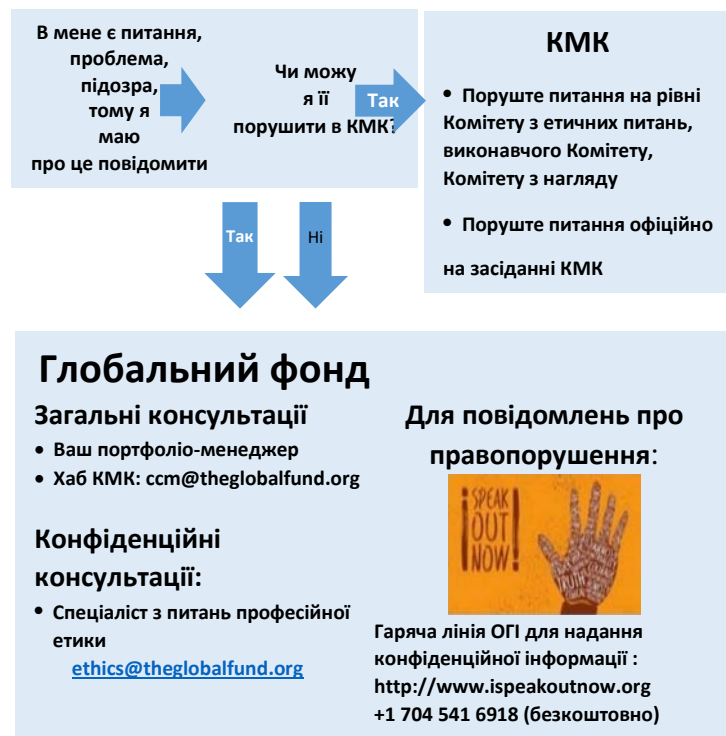 В мене є питання,
проблема,
підозра,
тому я
маю
про це повідомити
Чи можу
я її
порушити в КМК?
Так
КМК
• Поруште питання на рівні
Комітету з етичних питань,
виконавчого Комітету,
Комітету з нагляду
• Поруште питання офіційно
на засіданні КМК
Так
Ні
Глобальний фонд
Загальні консультації
• Ваш портфоліо-менеджер
• Хаб КМК: ccm@theglobalfund.org
Конфіденційні
консультації:
• Спеціаліст з питань професійної
етики
ethics@theglobalfund.org
Для повідомлень про
правопорушення:
¡SPEAK
OUT
NOW!
Гаряча лінія ОГІ для надання
конфіденційної інформації :
http://www.ispeakoutnow.org
+1 704 541 6918 (безкоштовно)